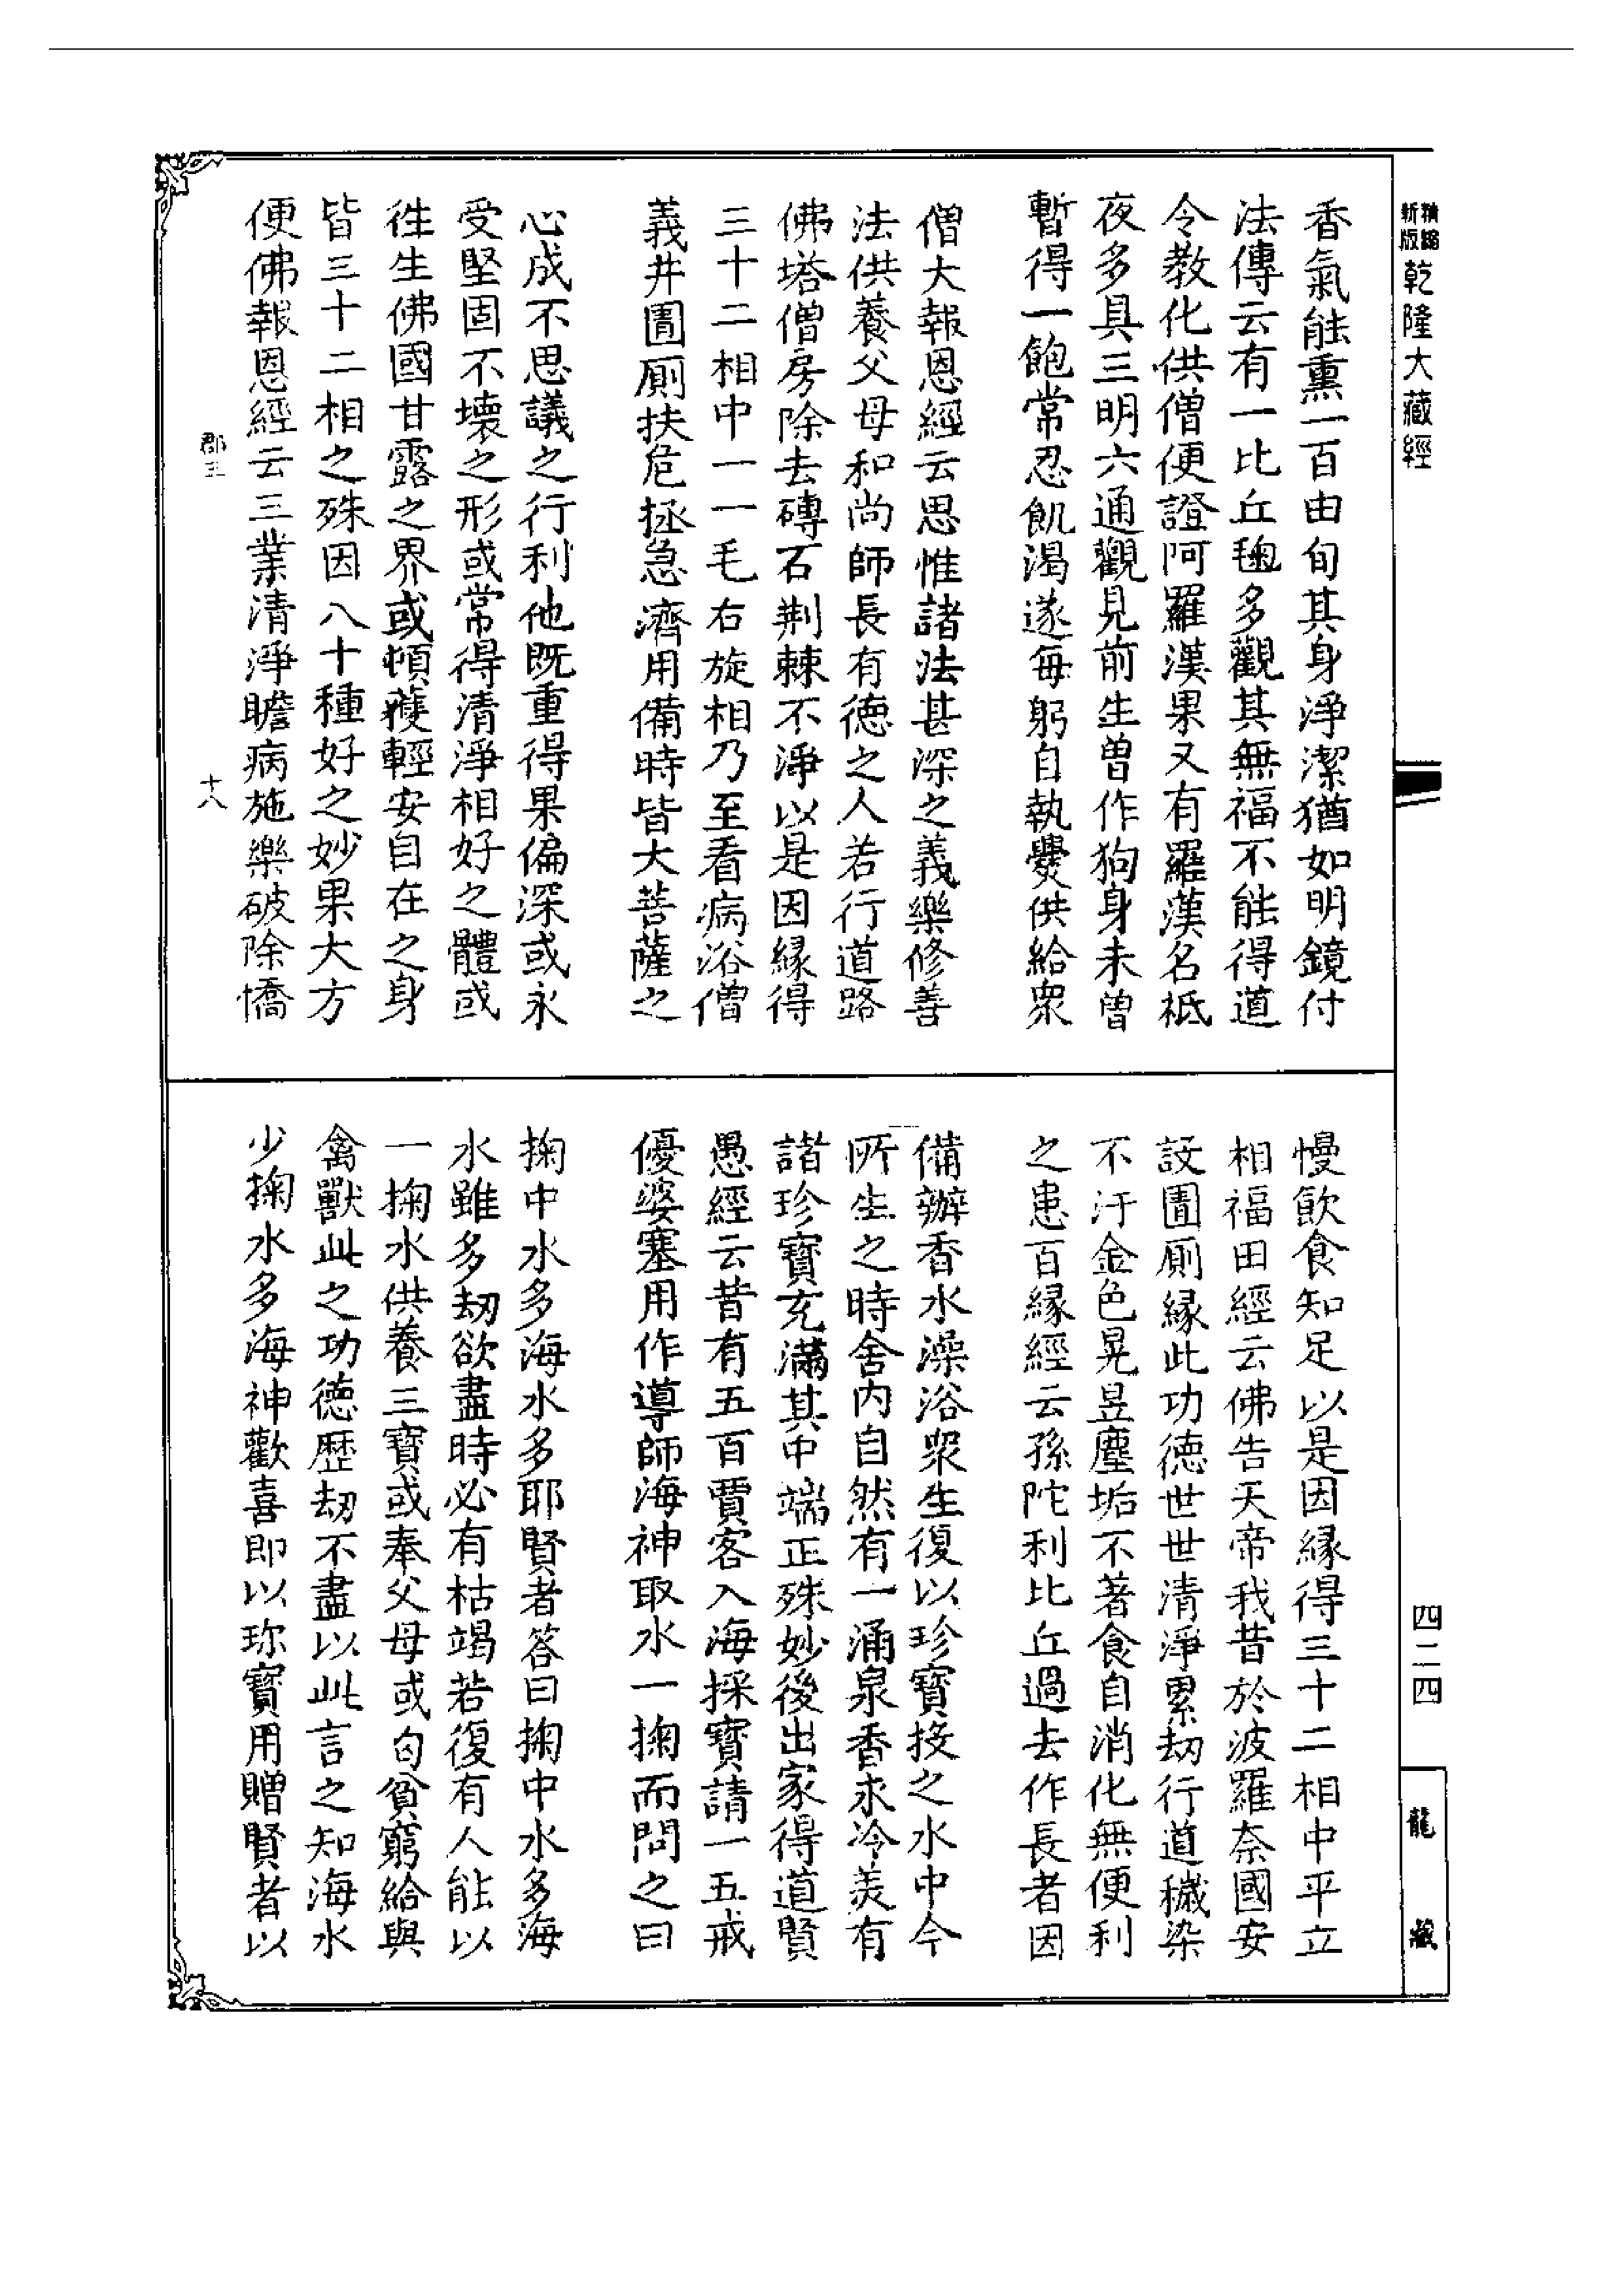 精縮新版乾隆大藏經
香氣能熏一百由旬其身淨潔猶如明鏡付
法傳云有一比丘毱多觀其無福不能得道
令教化供僧便證阿羅漢果又有羅漢名祇
夜多具三明六通觀見前生曾作狗身未曾
暫得一飽常忍飢渴遂每躬自執爨供給衆
僧大報恩經云思惟諸法甚深之義樂修善
法供養父母和尚師長有德之人若行道路
佛塔僧房除去磚石荆棘不淨以是因緣得
三十二相中一一毛右旋相乃至看病浴僧
義井圊厠扶危拯急濟用備時皆大菩薩之
心成不思議之行利他既重得果偏深或永
受堅固不壞之形或常得清淨相好之體或
徃生佛國甘露之界或頓獲輕安自在之身
皆三十二相之殊因八十種好之妙果大方
便佛報恩經云三業清淨瞻病施樂破除憍
郡三
十八
慢飲食知足以是因緣得三十二相中平立
相福田經云佛告天帝我昔於波羅奈國安
設圊厠緣此功德世世清淨累劫行道穢染
不汙金色晃昱塵垢不著食自消化無便利
之患百緣經云孫陀利比丘過去作長者因
備辦香水澡浴衆生復以珍寶投之水中今
所生之時舍內自然有一涌泉香求冷美有
諸珍寶充滿其中端正殊妙後出家得道賢
愚經云昔有五百賈客入海採寶請一五戒
優婆塞用作導師海神取水一掬而問之曰
掬中水多海水多耶賢者答曰掬中水多海
水雖多劫欲盡時必有枯竭若復有人能以
一掬水供養三寶或奉父母或匃貧窮給與
禽獸此之功德歷劫不盡以此言之知海水
少掬水多海神歡喜即以珎寶用贈賢者以
四二四
龍藏